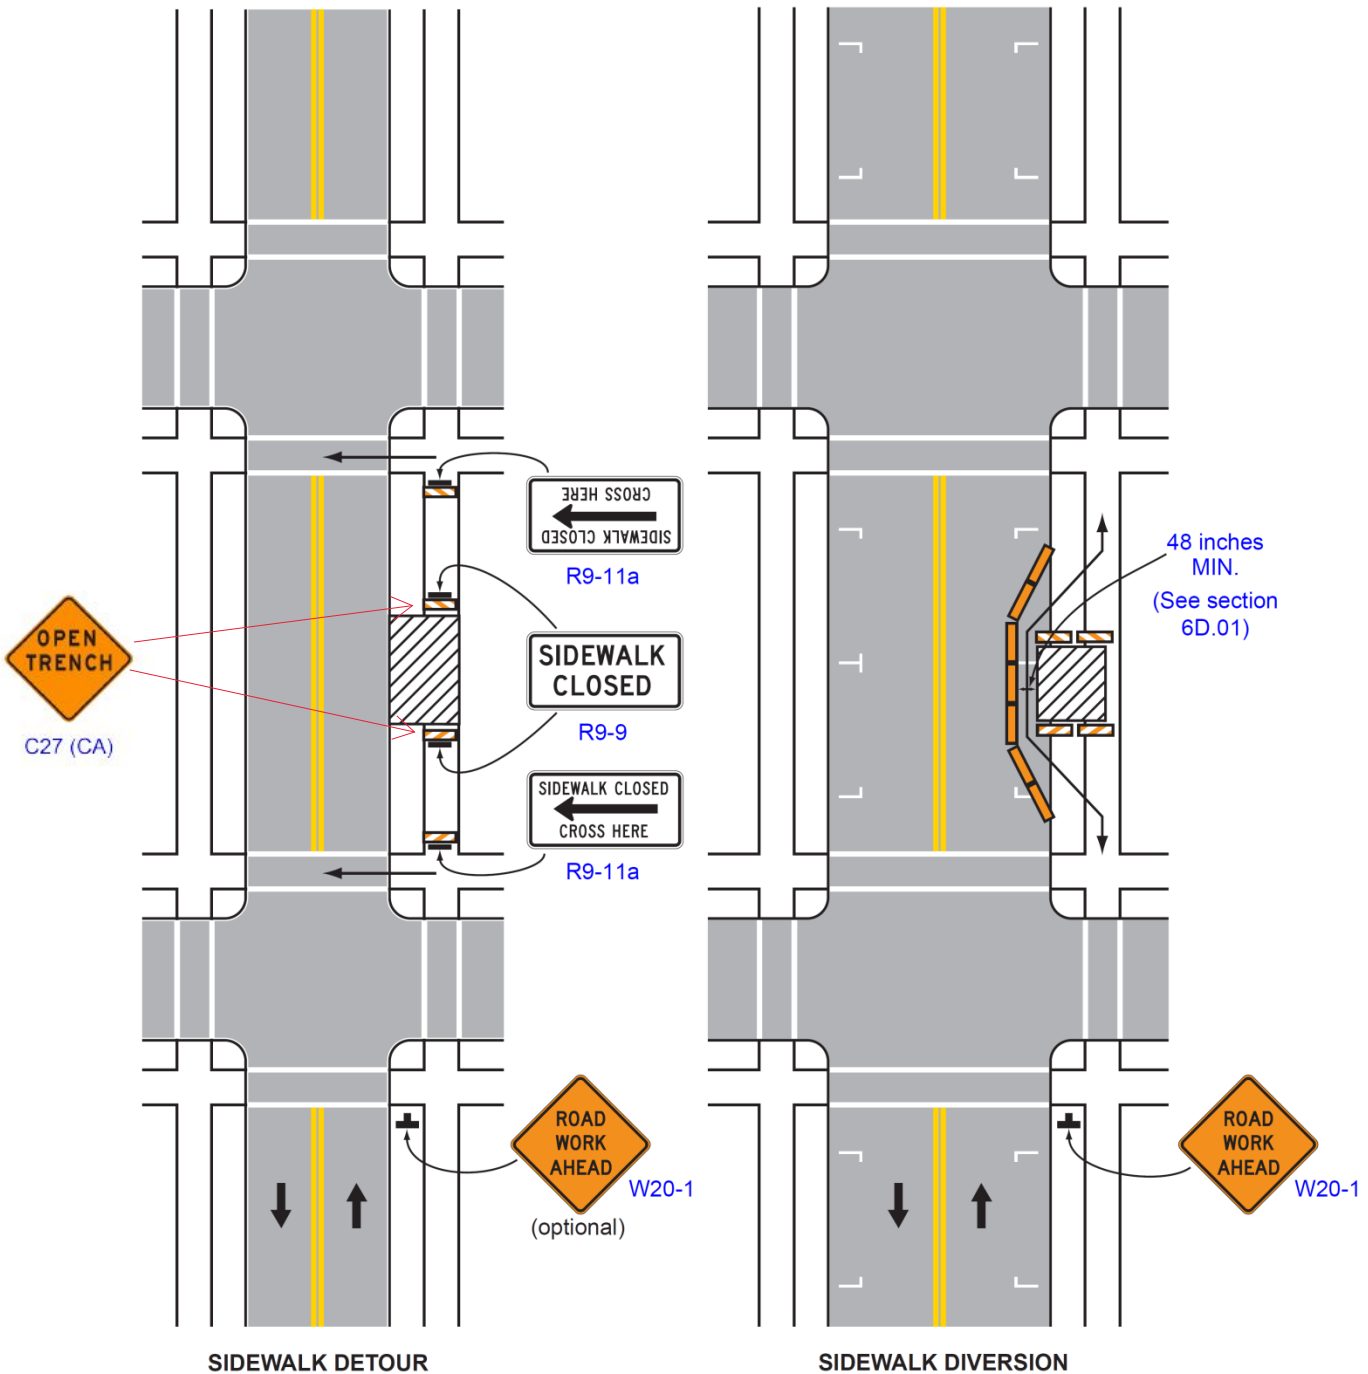 CROSS HERE
SIDEWALK CLOSED
R9-11a
OPEN
TRENCH
C27 (CA)
SIDEWALK
CLOSED
R9-9
SIDEWALK CLOSED
CROSS HERE
R9-11a
ROAD
WORK
AHEAD
W20-1
(optional)
SIDEWALK DETOUR
48 inches
MIN.
(See section
6D.01)
ROAD
WORK
AHEAD
W20-1
SIDEWALK DIVERSION